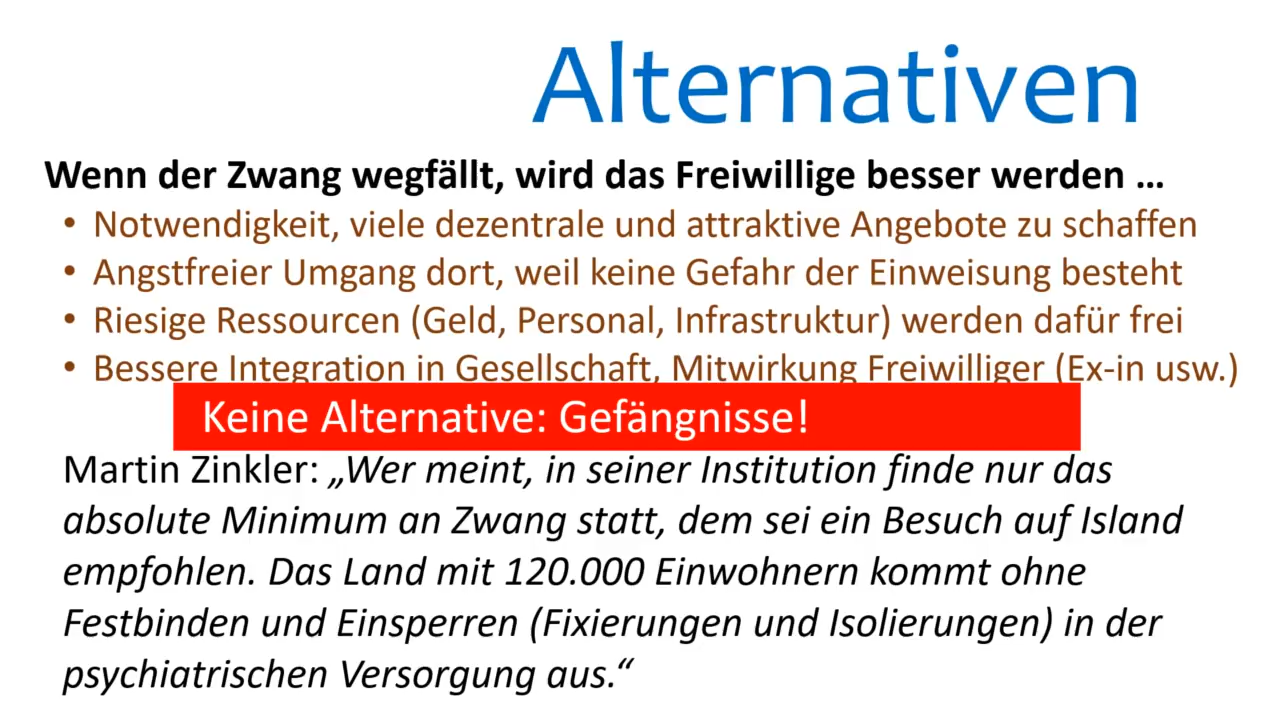 Alternativen
Wenn der Zwang wegfällt, wird das Freiwillige besser werden …
• Notwendigkeit, viele dezentrale und attraktive Angebote zu schaffen
• Angstfreier Umgang dort, weil keine Gefahr der Einweisung besteht
• Riesige Ressourcen (Geld, Personal, Infrastruktur) werden dafür frei
• Bessere Integration in Gesellschaft, Mitwirkung Freiwilliger (Ex-in usw.)
Keine Alternative: Gefängnisse!
Martin Zinkler: „Wer meint, in seiner Institution finde nur das
absolute Minimum an Zwang statt, dem sei ein Besuch auf Island
empfohlen. Das Land mit 120.000 Einwohnern kommt ohne
Festbinden und Einsperren (Fixierungen und Isolierungen) in der
psychiatrischen Versorgung aus.“